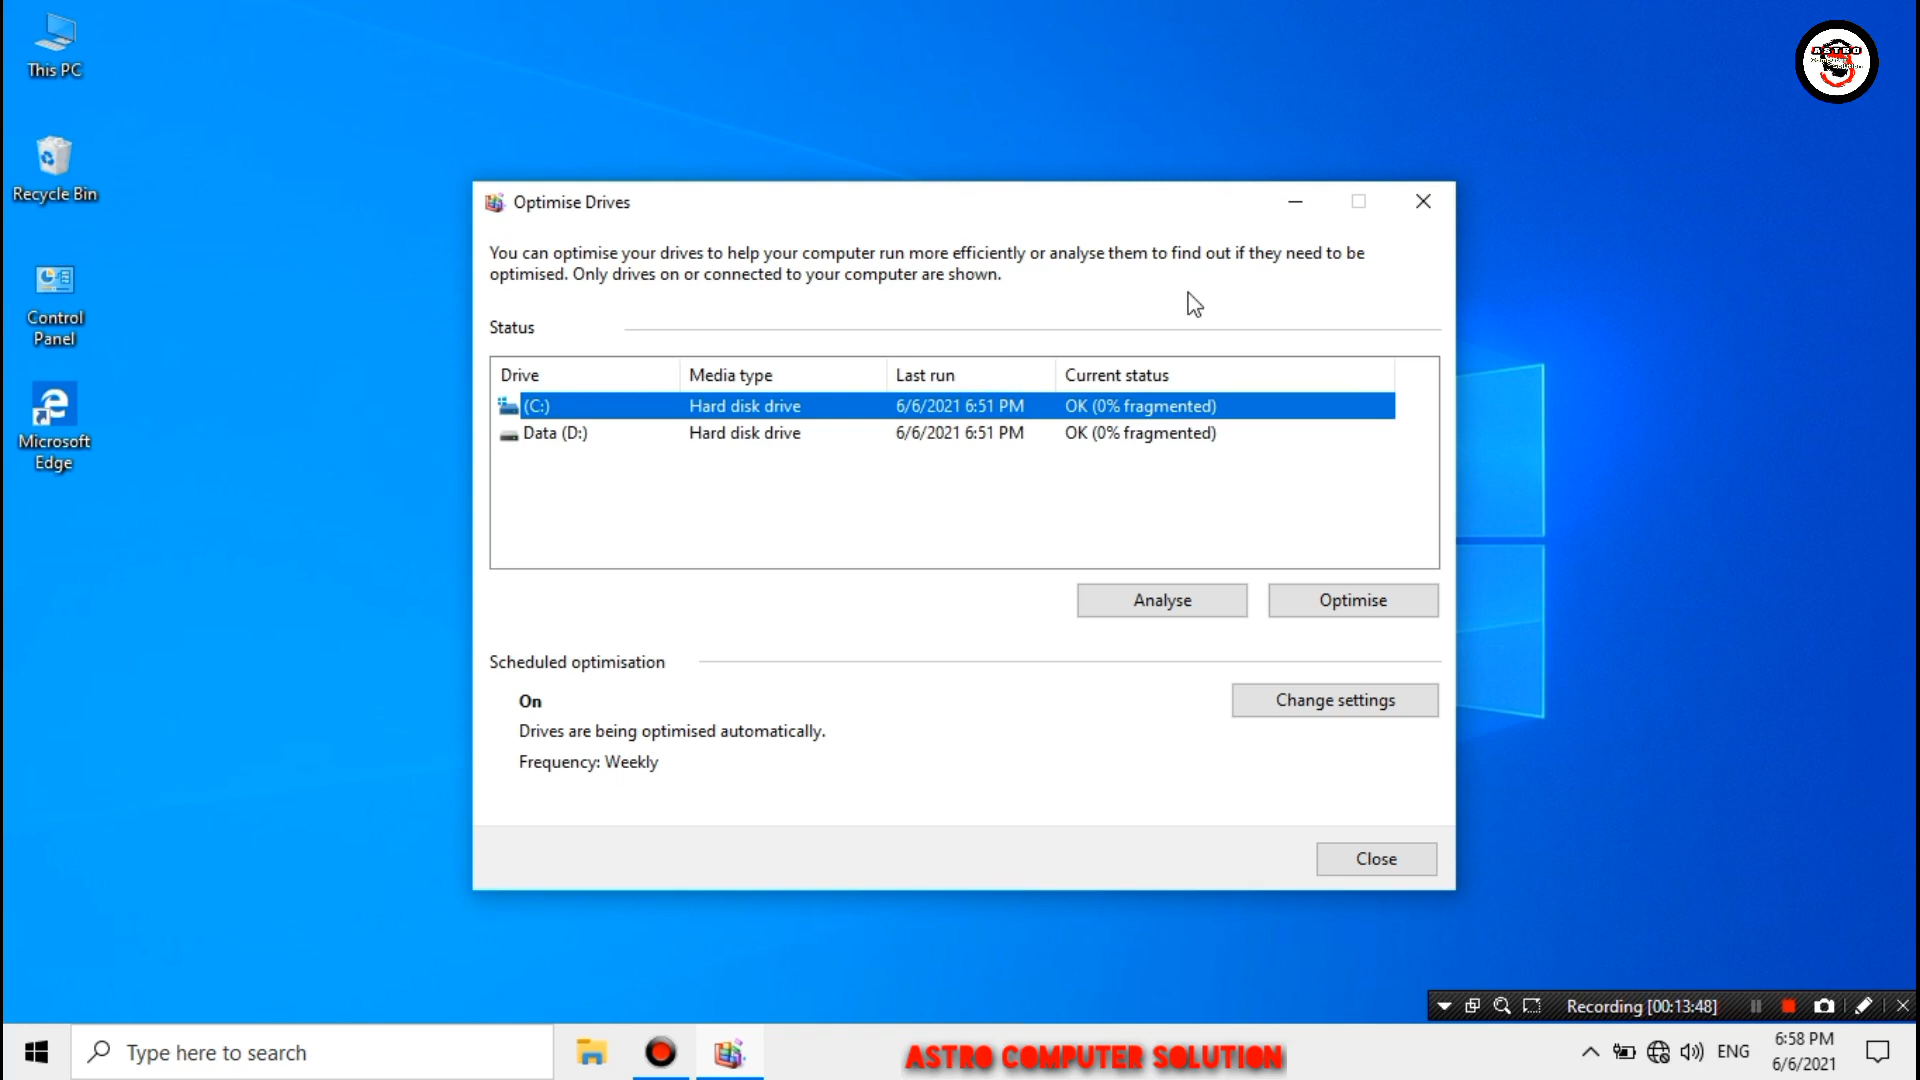 This PC
Recycle Bin
Control
Panel
Microsoft
Edge
ASTRO
Optimise Drives
You can optimise your drives to help your computer run more efficiently or analyse them to find out if they need to be
optimised. Only drives on or connected to your computer are shown.
Status
Drive Media type Last run Current status
(C:) Hard disk drive 6/6/2021 6:51 PM OK (0% fragmented)
Data (D:) Hard disk drive 6/6/2021 6:51 PM OK (0% fragmented)
Analyse Optimise
Scheduled optimisation
On
Change settings
Drives are being optimised automatically.
Frequency: Weekly
Close
Recording [00:13:48]
Type here to search
ASTRO COMPUTER SOLUTION
ENG
6:58 PM
6/6/2021